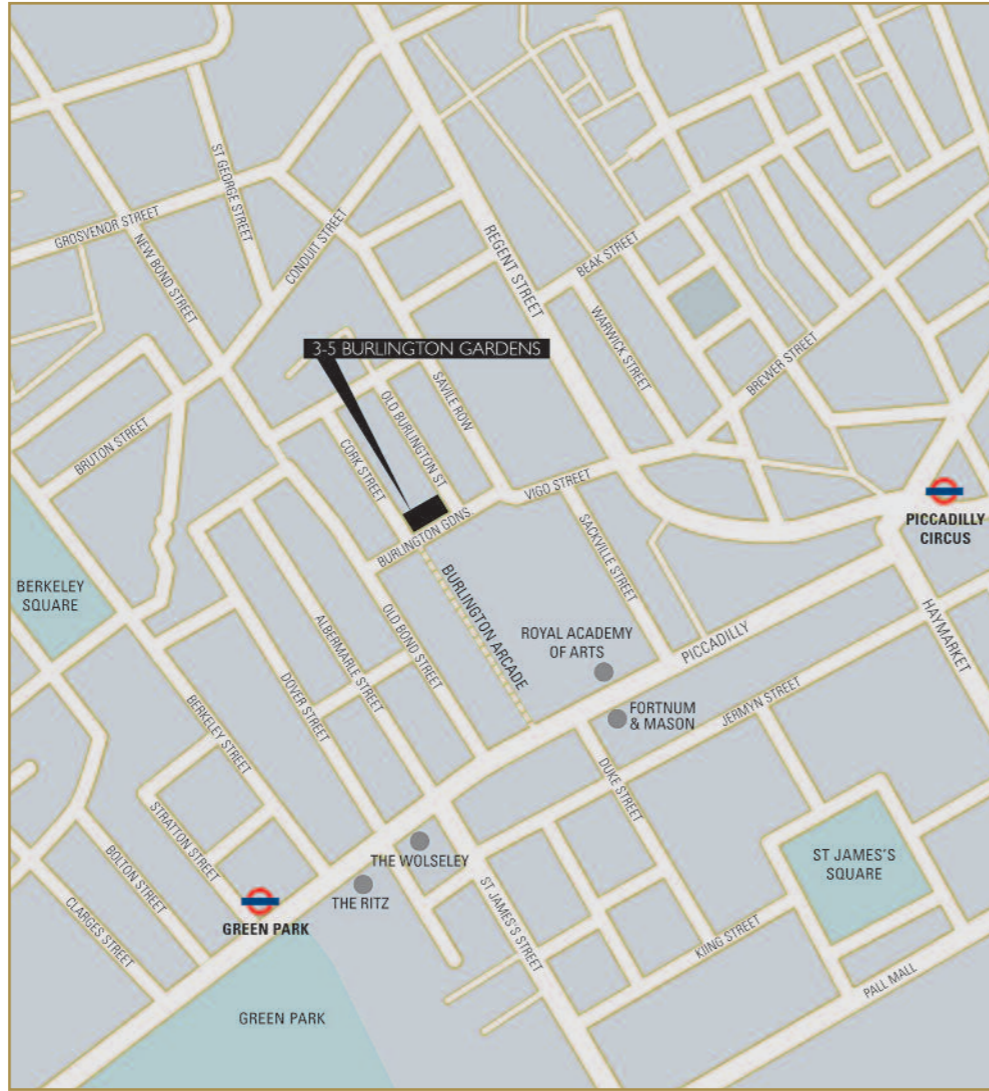 ST GEORGE STREET
GROSVENOR STREET
NEW BOND STREET
CONDUIT STREET
REGENT STREET
BEAK STREET
WARWICK STREET
BREWER STREET
3-5 BURLINGTON GARDENS
SAVILE ROW
OLD BURLINGTON ST
CORK STREET
BRUTON STREET
VIGO STREET
BURLINGTON GDNS
SACKVILLE STREET
PICCADILLY
CIRCUS
BERKELEY
SQUARE
BURLINGTON ARCADE
OLD BOND STREET
ALBERMARLE STREET
DOVER STREET
BERKELEY STREET
ROYAL ACADEMY
OF ARTS
PICCADILLY
HAYMARKET
FORTNUM
& MASON
JERMYN STREET
DUKE STREET
STRATTON STREET
BOLTON STREET
CLARGES STREET
THE WOLSELEY
THE RITZ
ST JAMES'S STREET
ST JAMES'S
SQUARE
GREEN PARK
KIING STREET
PALL MALL
GREEN PARK